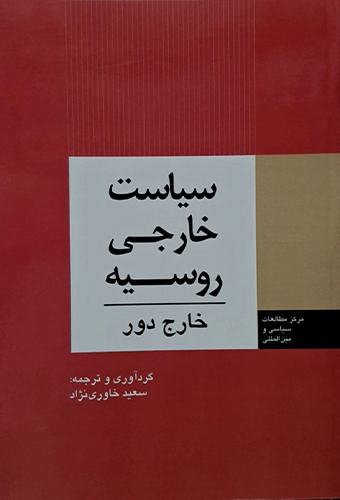 سیاست
خارجی
روسیه
خارج دور
مرکز مطالعات
سیاسی و
بین‌المللی
گردآوری و ترجمه:
سعید خاوری‌نژاد